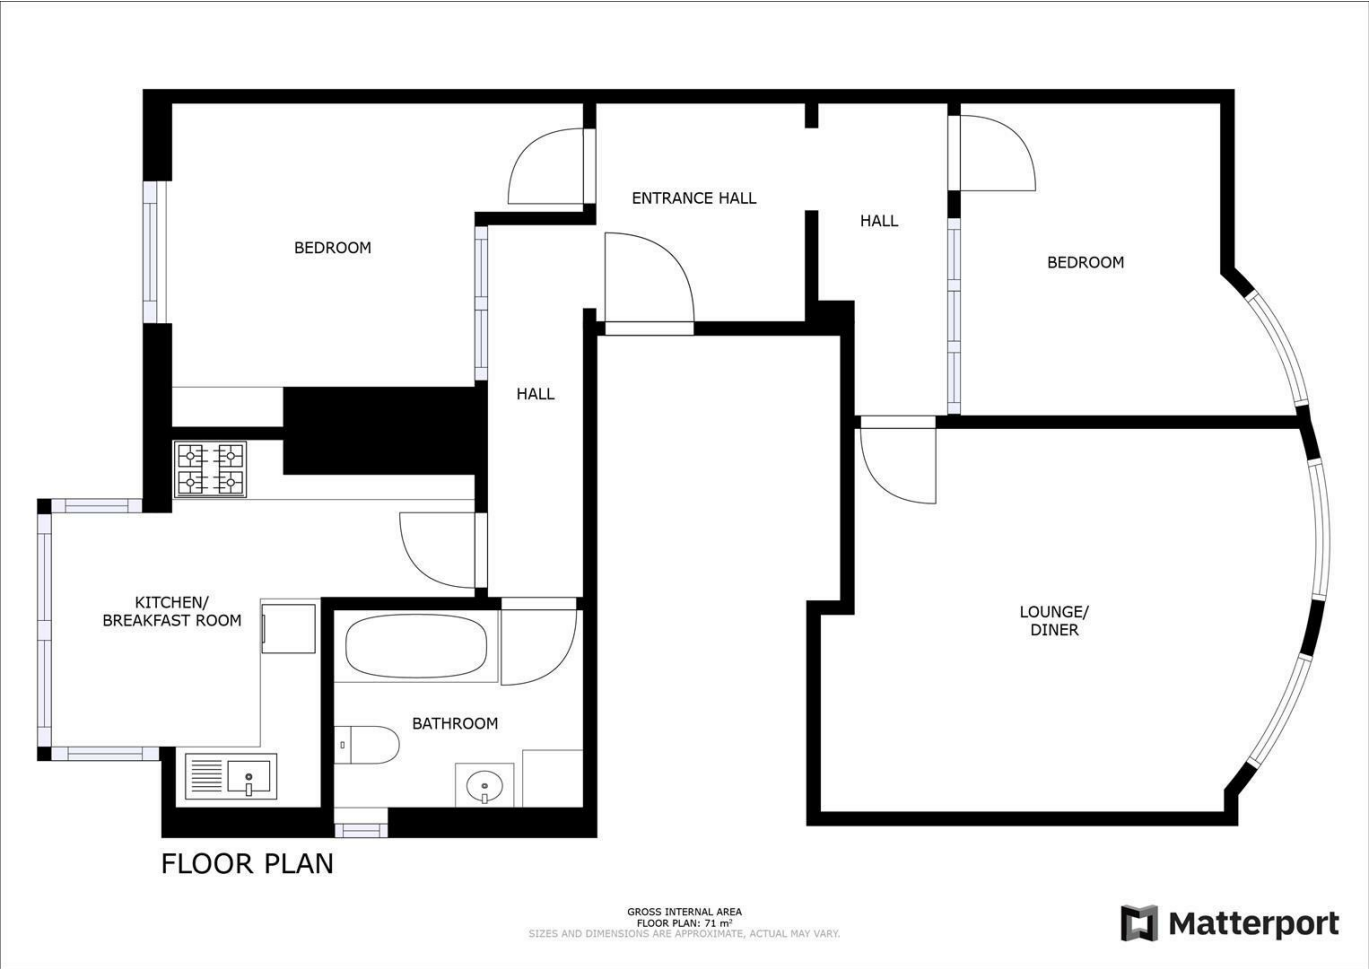 ENTRANCE HALL
HALL
BEDROOM
BEDROOM
HALL
KITCHEN/
BREAKFAST ROOM
LOUNGE/
DINER
BATHROOM
FLOOR PLAN
GROSS INTERNAL AREA
FLOOR PLAN: 71 m²
SIZES AND DIMENSIONS ARE APPROXIMATE, ACTUAL MAY VARY.
Matterport